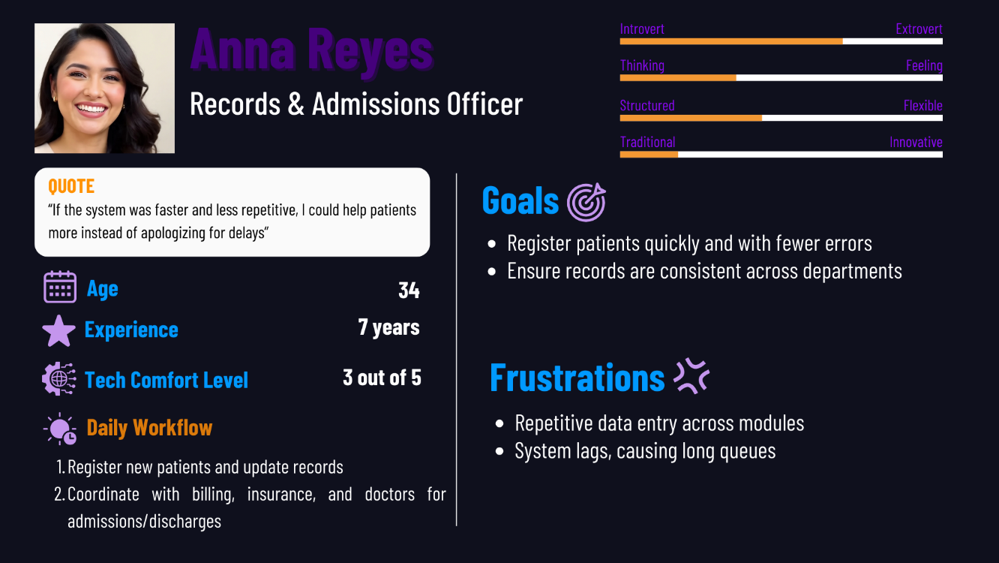 Anna Reyes
Records & Admissions Officer
Introvert Extrovert
Thinking Feeling
Structured Flexible
Traditional Innovative
QUOTE
“If the system was faster and less repetitive, I could help patients
more instead of apologizing for delays”
Age 34
Experience 7 years
Tech Comfort Level 3 out of 5
Daily Workflow
1. Register new patients and update records
2. Coordinate with billing, insurance, and doctors for
admissions/discharges
Goals
• Register patients quickly and with fewer errors
• Ensure records are consistent across departments
Frustrations
• Repetitive data entry across modules
• System lags, causing long queues